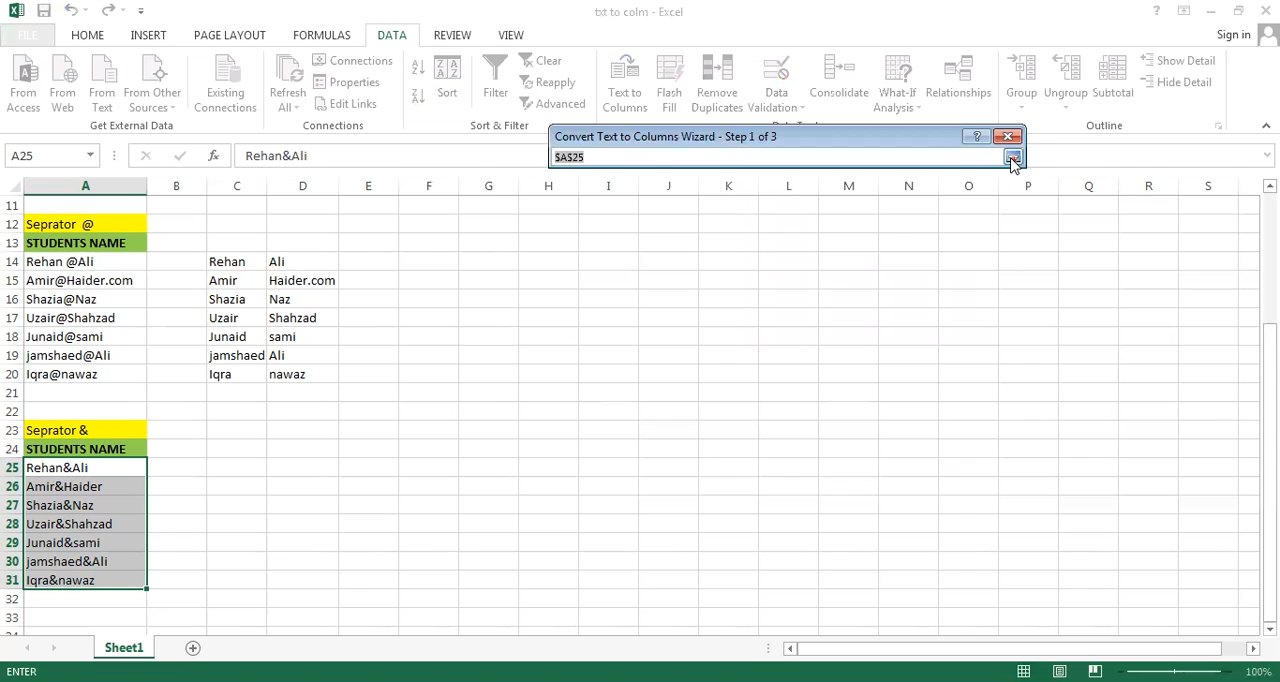 txt to colm - Excel
FILE HOME INSERT PAGE LAYOUT FORMULAS DATA REVIEW VIEW Sign in
From Access
From Web
From Text
From Other Sources
Get External Data
Existing Connections
Refresh All
Connections
Properties
Edit Links
Connections
Sort
Filter
Clear
Reapply
Advanced
Sort & Filter
Text to Columns
Flash Fill
Remove Duplicates
Data Validation
Consolidate
What-If Analysis
Relationships
Group
Ungroup
Subtotal
Show Detail
Hide Detail
Outline
Convert Text to Columns Wizard - Step 1 of 3
$A$25
A25 fx Rehan&Ali
A B C D E F G H I J K L M N O P Q R S
11
12 Seprator @
13 STUDENTS NAME
14 Rehan @Ali Rehan Ali
15 Amir@Haider.com Amir Haider.com
16 Shazia@Naz Shazia Naz
17 Uzair@Shahzad Uzair Shahzad
18 Junaid@sami Junaid sami
19 jamshaed@Ali jamshaed Ali
20 Iqra@nawaz Iqra nawaz
21
22
23 Seprator &
24 STUDENTS NAME
25 Rehan&Ali
26 Amir&Haider
27 Shazia&Naz
28 Uzair&Shahzad
29 Junaid&sami
30 jamshaed&Ali
31 Iqra&nawaz
32
33
Sheet1
ENTER 100%